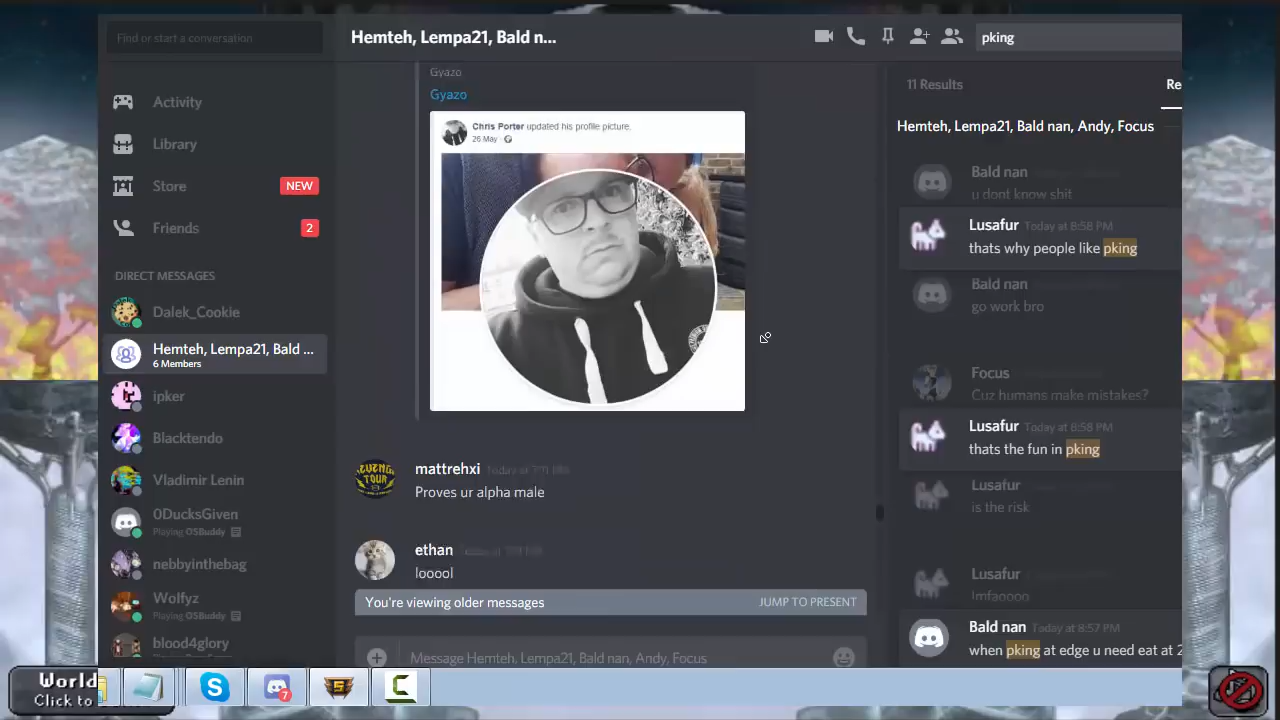 Find or start a conversation
Activity
Library
Store
NEW
Friends
2
DIRECT MESSAGES
Dalek_Cookie
Hemteh, Lempa21, Bald ...
6 Members
ipker
Blacktendo
Vladimir Lenin
0DucksGiven
Playing OSBuddy
nebbyinthebag
Wolfyz
Playing OSBuddy
blood4glory
Hemteh, Lempa21, Bald n...
Gyazo
Gyazo
Chris Porter updated his profile picture.
26 May
mattrehxi
Proves ur alpha male
ethan
looool
You're viewing older messages
JUMP TO PRESENT
Message Hemteh, Lempa21, Bald nan, Andy, Focus
pking
11 Results
Re
Hemteh, Lempa21, Bald nan, Andy, Focus
Bald nan
u dont know shit
Lusafur Today at 8:58 PM
thats why people like pking
Bald nan
go work bro
Focus
Cuz humans make mistakes?
Lusafur Today at 8:58 PM
thats the fun in pking
Lusafur
is the risk
Lusafur
lmfaoooo
Bald nan Today at 8:57 PM
when pking at edge u need eat at 2
World
Click to
7